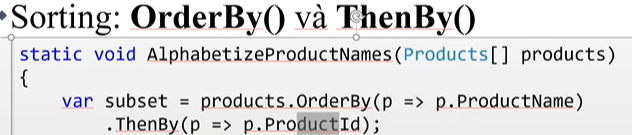 Sorting: OrderBy() và ThenBy()
static void AlphabetizeProductNames(Products[] products)
{
var subset = products.OrderBy(p => p.ProductName)
.ThenBy(p => p.ProductId);